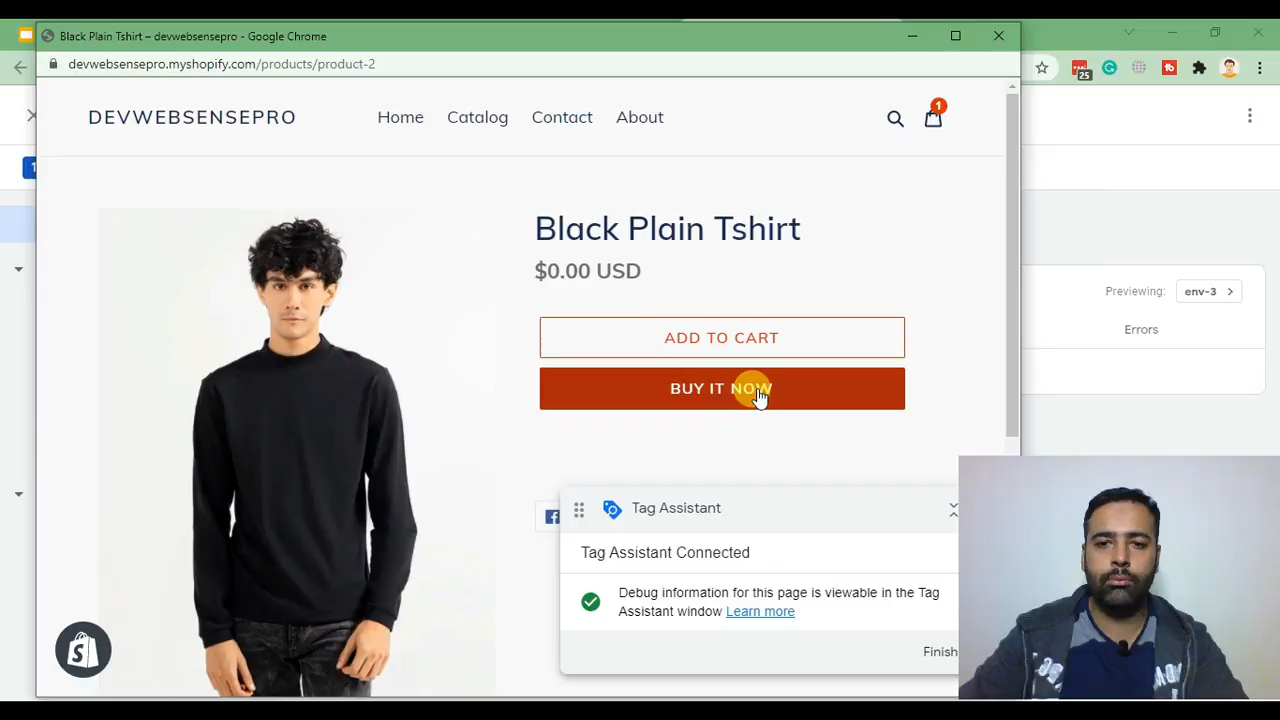 Black Plain Tshirt – devwebsensepro - Google Chrome
devwebsensepro.myshopify.com/products/product-2
25
DEVWEBSENSEPRO
Home
Catalog
Contact
About
1
1
Black Plain Tshirt
$0.00 USD
ADD TO CART
BUY IT NOW
Previewing:
env-3
Errors
Tag Assistant
Tag Assistant Connected
Debug information for this page is viewable in the Tag
Assistant window Learn more
Finish